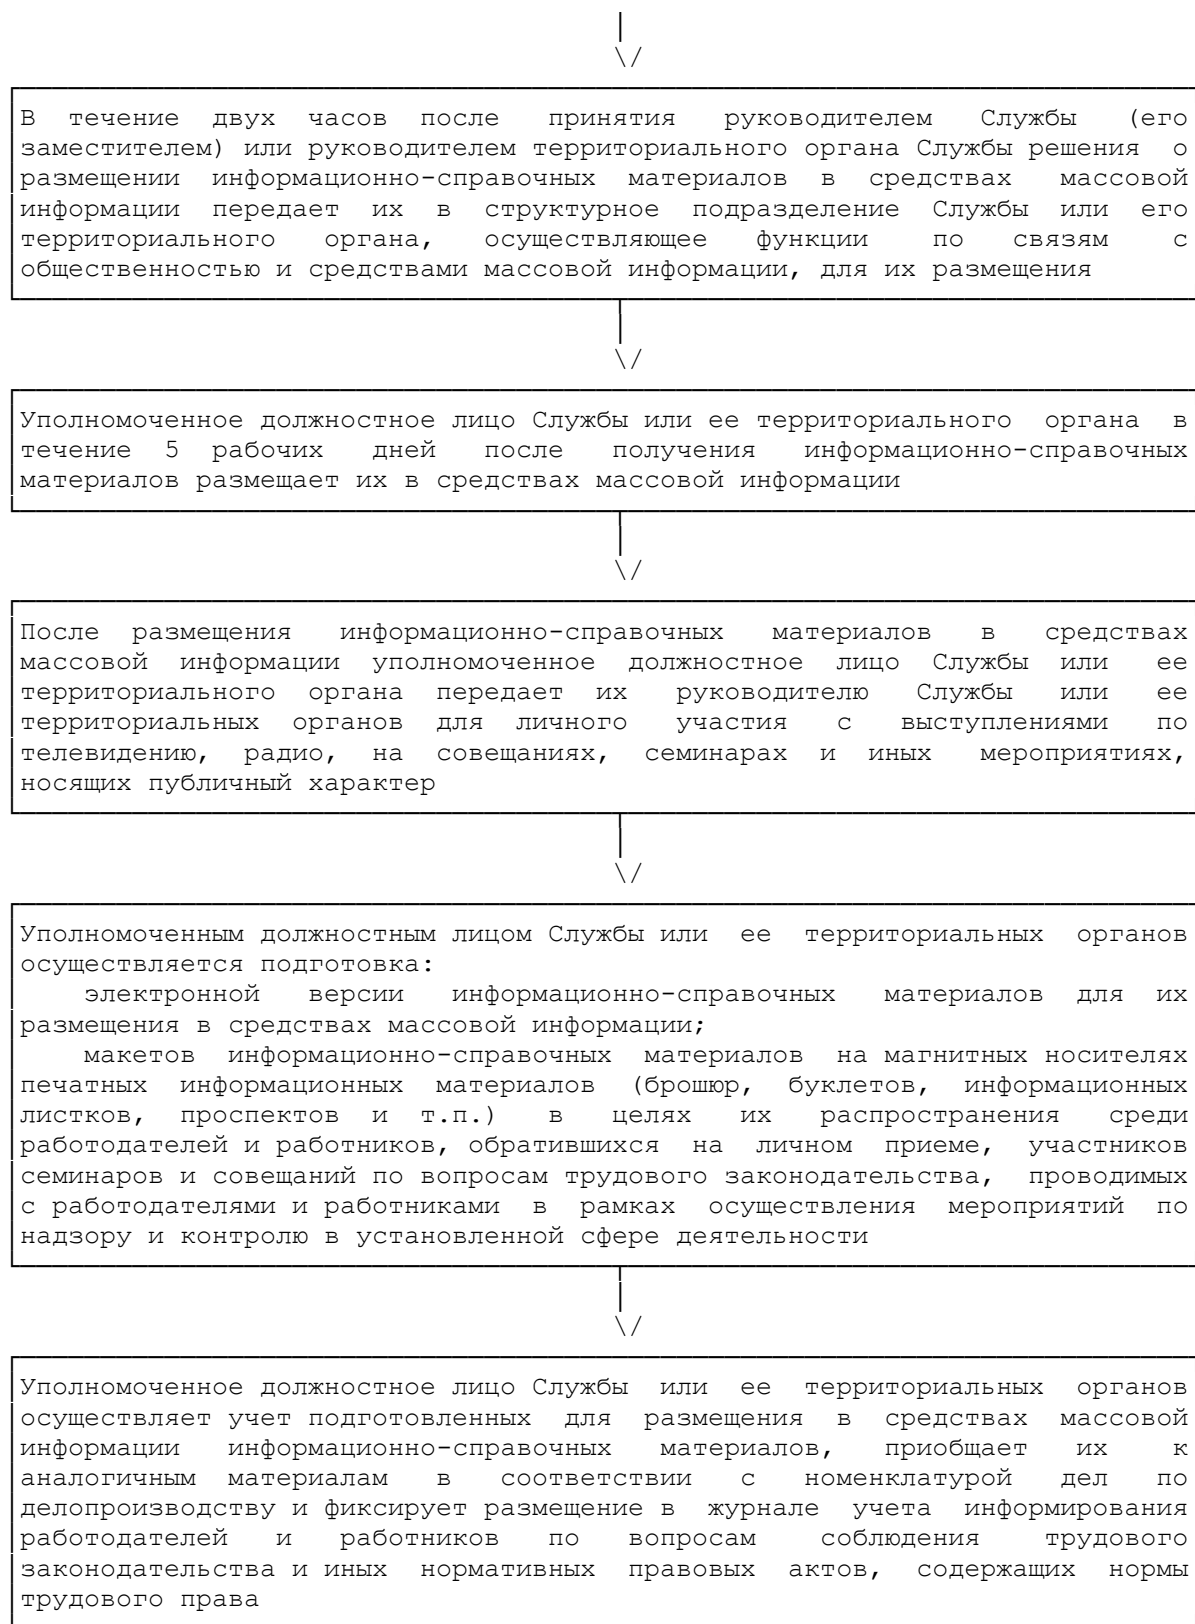 В течение двух часов после принятия руководителем Службы (его
заместителем) или руководителем территориального органа Службы решения о
размещении информационно-справочных материалов в средствах массовой
информации передает их в структурное подразделение Службы или его
территориального органа, осуществляющее функции по связям с
общественностью и средствами массовой информации, для их размещения
Уполномоченное должностное лицо Службы или ее территориального органа в
течение 5 рабочих дней после получения информационно-справочных
материалов размещает их в средствах массовой информации
После размещения информационно-справочных материалов в средствах
массовой информации уполномоченное должностное лицо Службы или ее
территориального органа передает их руководителю Службы или ее
территориальных органов для личного участия с выступлениями по
телевидению, радио, на совещаниях, семинарах и иных мероприятиях,
носящих публичный характер
Уполномоченным должностным лицом Службы или ее территориальных органов
осуществляется подготовка:
электронной версии информационно-справочных материалов для их
размещения в средствах массовой информации;
макетов информационно-справочных материалов на магнитных носителях
печатных информационных материалов (брошюр, буклетов, информационных
листков, проспектов и т.п.) в целях их распространения среди
работодателей и работников, обратившихся на личном приеме, участников
семинаров и совещаний по вопросам трудового законодательства, проводимых
с работодателями и работниками в рамках осуществления мероприятий по
надзору и контролю в установленной сфере деятельности
Уполномоченное должностное лицо Службы или ее территориальных органов
осуществляет учет подготовленных для размещения в средствах массовой
информации информационно-справочных материалов, приобщает их к
аналогичным материалам в соответствии с номенклатурой дел по
делопроизводству и фиксирует размещение в журнале учета информирования
работодателей и работников по вопросам соблюдения трудового
законодательства и иных нормативных правовых актов, содержащих нормы
трудового права